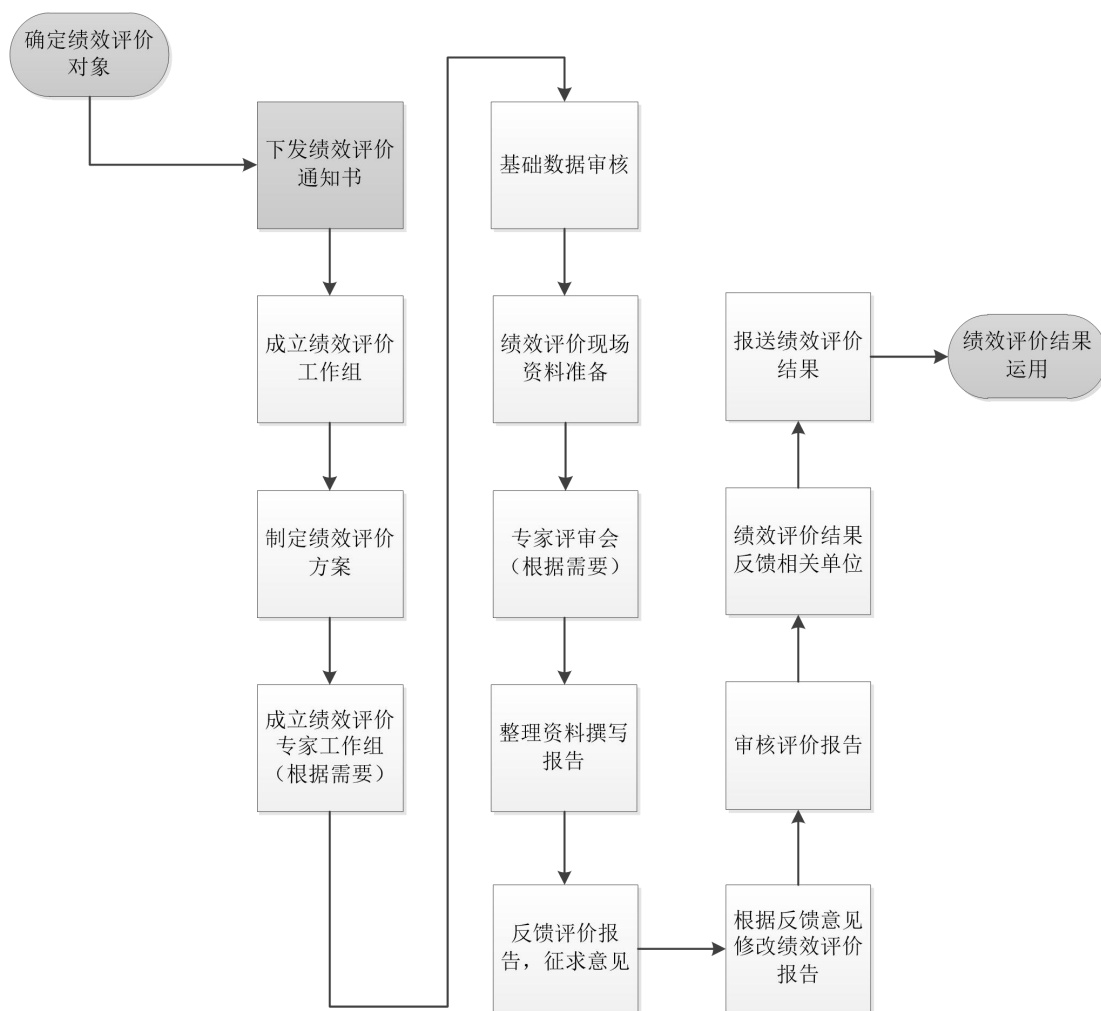 确定绩效评价
对象
下发绩效评价
通知书
成立绩效评价
工作组
制定绩效评价
方案
成立绩效评价
专家工作组
（根据需要）
基础数据审核
绩效评价现场
资料准备
专家评审会
（根据需要）
整理资料撰写
报告
反馈评价报
告，征求意见
根据反馈意见
修改绩效评价
报告
审核评价报告
绩效评价结果
反馈相关单位
报送绩效评价
结果
绩效评价结果
运用